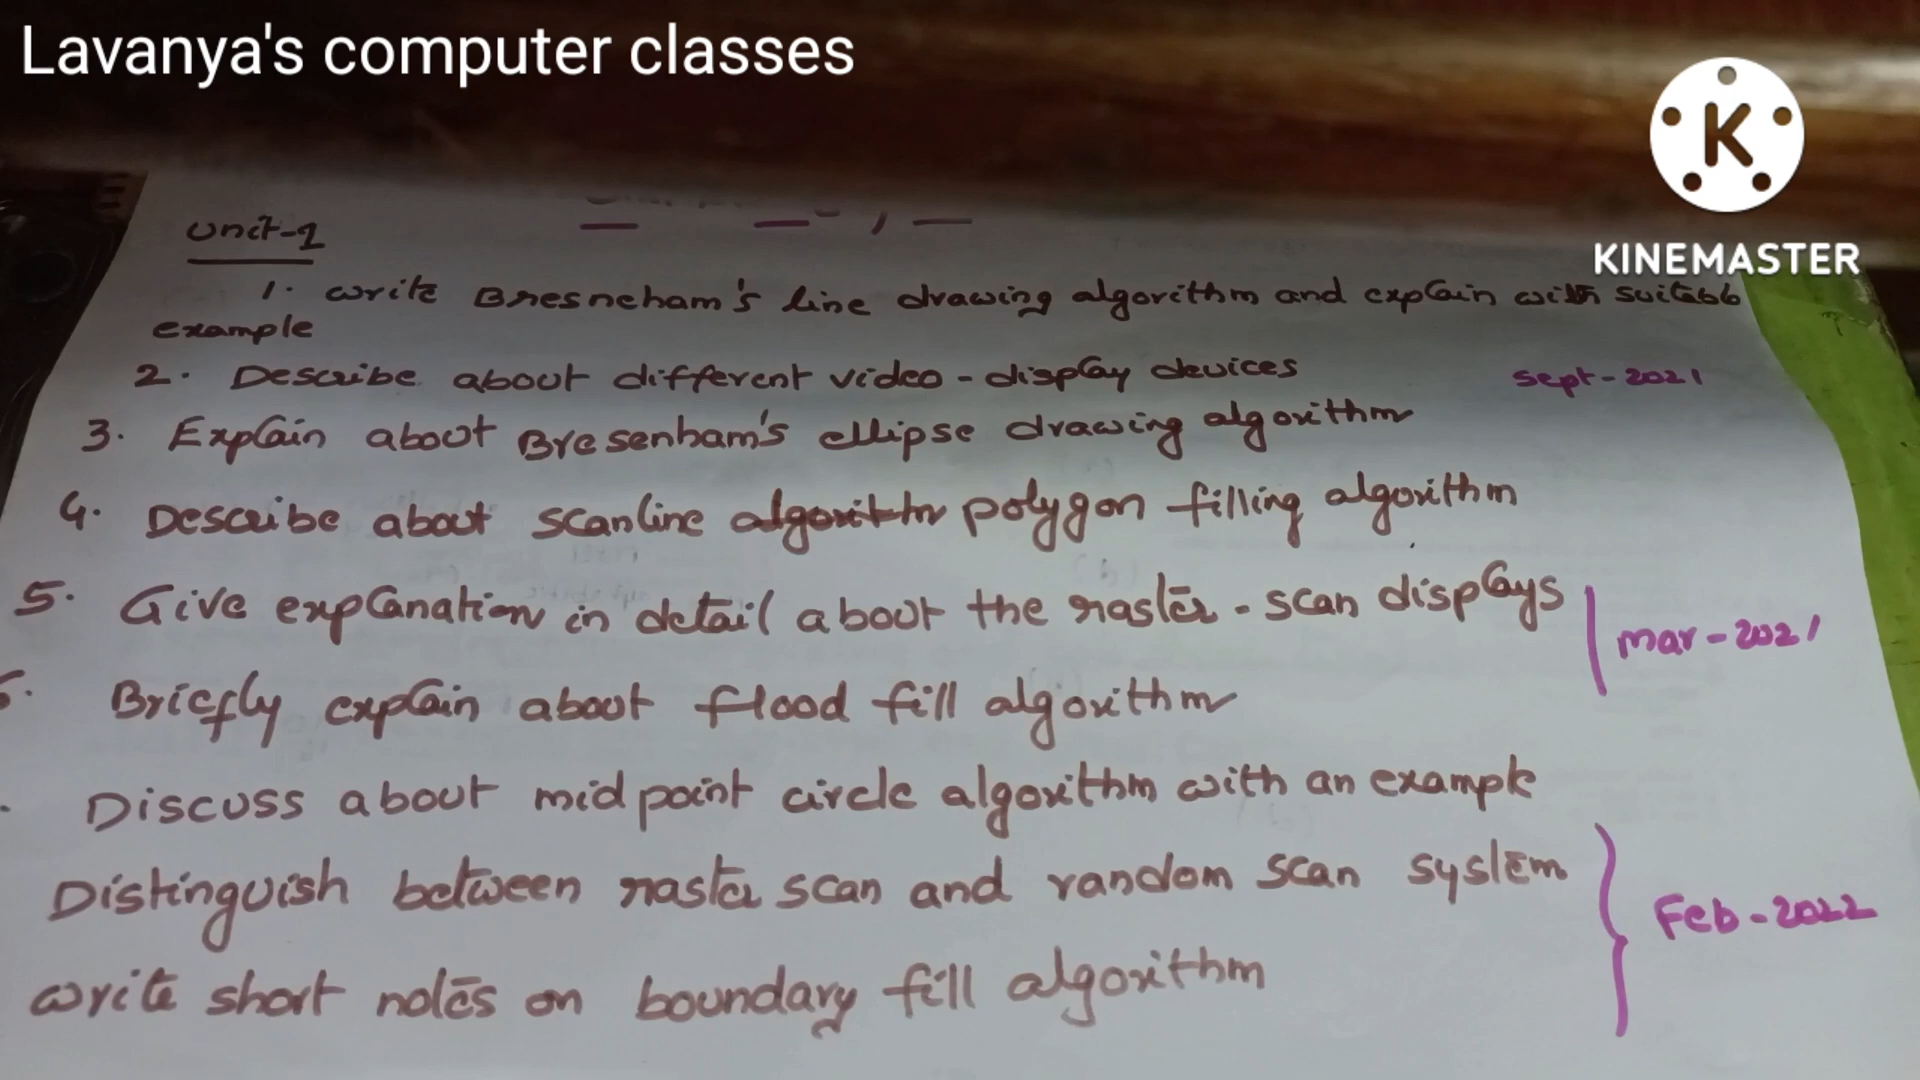 Lavanya's computer classes
K
KINEMASTER
Unit-1
1. write Bresneham's line drawing algorithm and explain with suitable
example
2. Describe about different video-display devices
sept-2021
3. Explain about Bresenham's ellipse drawing algorithm
4. Describe about scanline algorithm polygon filling algorithm
5. Give explanation in detail about the raster-scan displays
mar-2021
6. Briefly explain about flood fill algorithm
. Discuss about mid point circle algorithm with an example
Distinguish between raster scan and random scan system
Feb-2022
write short notes on boundary fill algorithm